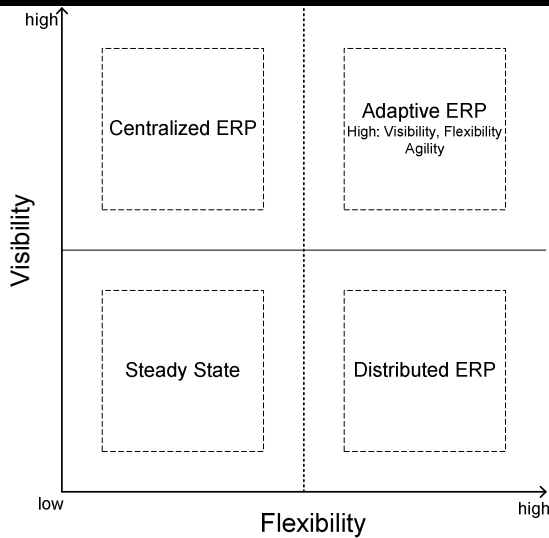 high
Centralized ERP
Adaptive ERP
High: Visibility, Flexibility
Agility
Visibility
Steady State
Distributed ERP
low
high
Flexibility